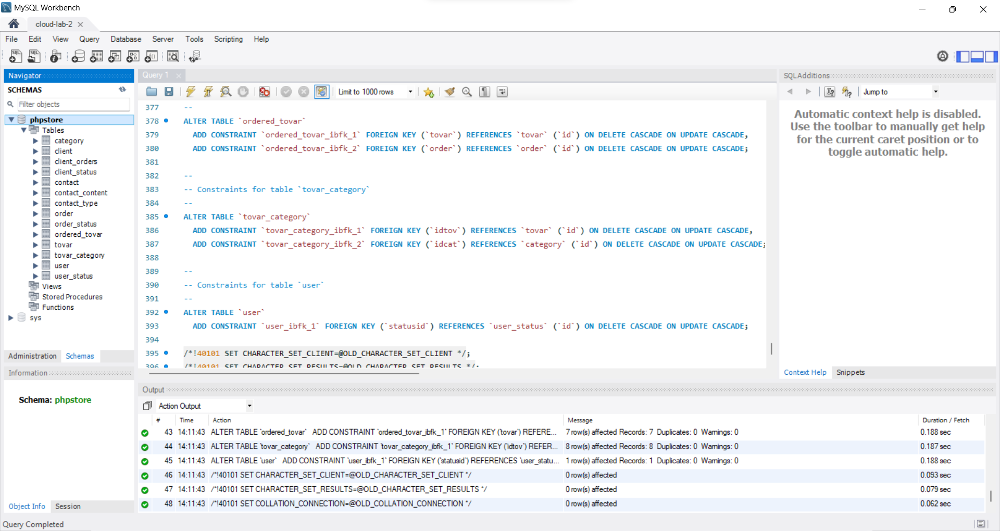 MySQL Workbench
cloud-lab-2
File Edit View Query Database Server Tools Scripting Help
Navigator
SCHEMAS
Filter objects
phpstore
Tables
category
client
client_orders
client_status
contact
contact_content
contact_type
order
order_status
ordered_tovar
tovar
tovar_category
user
user_status
Views
Stored Procedures
Functions
sys
Administration Schemas
Information
Schema: phpstore
Object Info Session
Query 1
Limit to 1000 rows
377 --
378 ALTER TABLE `ordered_tovar`
379 ADD CONSTRAINT `ordered_tovar_ibfk_1` FOREIGN KEY (`tovar`) REFERENCES `tovar` (`id`) ON DELETE CASCADE ON UPDATE CASCADE,
380 ADD CONSTRAINT `ordered_tovar_ibfk_2` FOREIGN KEY (`order`) REFERENCES `order` (`id`) ON DELETE CASCADE ON UPDATE CASCADE;
381
382 --
383 -- Constraints for table `tovar_category`
384 --
385 ALTER TABLE `tovar_category`
386 ADD CONSTRAINT `tovar_category_ibfk_1` FOREIGN KEY (`idtov`) REFERENCES `tovar` (`id`) ON DELETE CASCADE ON UPDATE CASCADE,
387 ADD CONSTRAINT `tovar_category_ibfk_2` FOREIGN KEY (`idcat`) REFERENCES `category` (`id`) ON DELETE CASCADE ON UPDATE CASCADE;
388
389 --
390 -- Constraints for table `user`
391 --
392 ALTER TABLE `user`
393 ADD CONSTRAINT `user_ibfk_1` FOREIGN KEY (`statusid`) REFERENCES `user_status` (`id`) ON DELETE CASCADE ON UPDATE CASCADE;
394
395 /*!40101 SET CHARACTER_SET_CLIENT=@OLD_CHARACTER_SET_CLIENT */;
396 /*!40101 SET CHARACTER_SET_RESULTS=@OLD_CHARACTER_SET_RESULTS */;
SQLAdditions
Jump to
Automatic context help is disabled.
Use the toolbar to manually get help
for the current caret position or to
toggle automatic help.
Context Help Snippets
Output
Action Output
# Time Action Message Duration / Fetch
43 14:11:43 ALTER TABLE `ordered_tovar` ADD CONSTRAINT `ordered_tovar_ibfk_1` FOREIGN KEY (`tovar`) REFERE... 7 row(s) affected Records: 7 Duplicates: 0 Warnings: 0 0.188 sec
44 14:11:43 ALTER TABLE `tovar_category` ADD CONSTRAINT `tovar_category_ibfk_1` FOREIGN KEY (`idtov`) REFER... 8 row(s) affected Records: 8 Duplicates: 0 Warnings: 0 0.187 sec
45 14:11:43 ALTER TABLE `user` ADD CONSTRAINT `user_ibfk_1` FOREIGN KEY (`statusid`) REFERENCES `user_statu... 1 row(s) affected Records: 1 Duplicates: 0 Warnings: 0 0.188 sec
46 14:11:43 /*!40101 SET CHARACTER_SET_CLIENT=@OLD_CHARACTER_SET_CLIENT */ 0 row(s) affected 0.093 sec
47 14:11:43 /*!40101 SET CHARACTER_SET_RESULTS=@OLD_CHARACTER_SET_RESULTS */ 0 row(s) affected 0.079 sec
48 14:11:43 /*!40101 SET COLLATION_CONNECTION=@OLD_COLLATION_CONNECTION */ 0 row(s) affected 0.062 sec
Query Completed